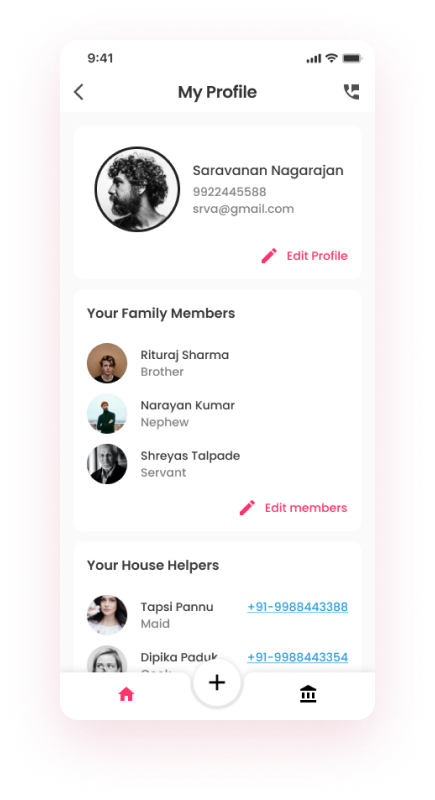 9:41
My Profile
Saravanan Nagarajan
9922445588
srva@gmail.com
Edit Profile
Your Family Members
Rituraj Sharma
Brother
Narayan Kumar
Nephew
Shreyas Talpade
Servant
Edit members
Your House Helpers
Tapsi Pannu +91-9988443388
Maid
Dipika Paduk +91-9988443354